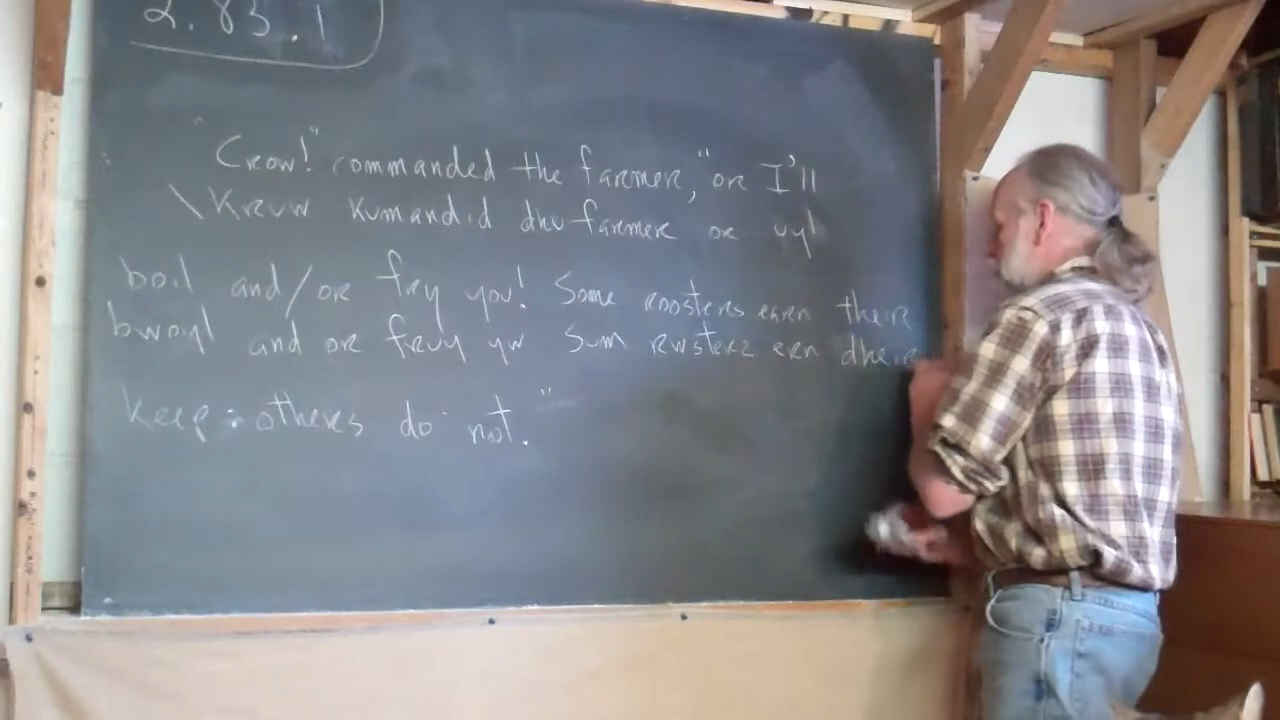 2.83.1
"Crow!" commanded the farmer, "or I'll
\Kruw kumandid dhu farmer or uyl
boil and/or fry you! Some roosters earn their
bwoyl and or fruy yw Sum rwsterz ern dheir
keep; others do not."